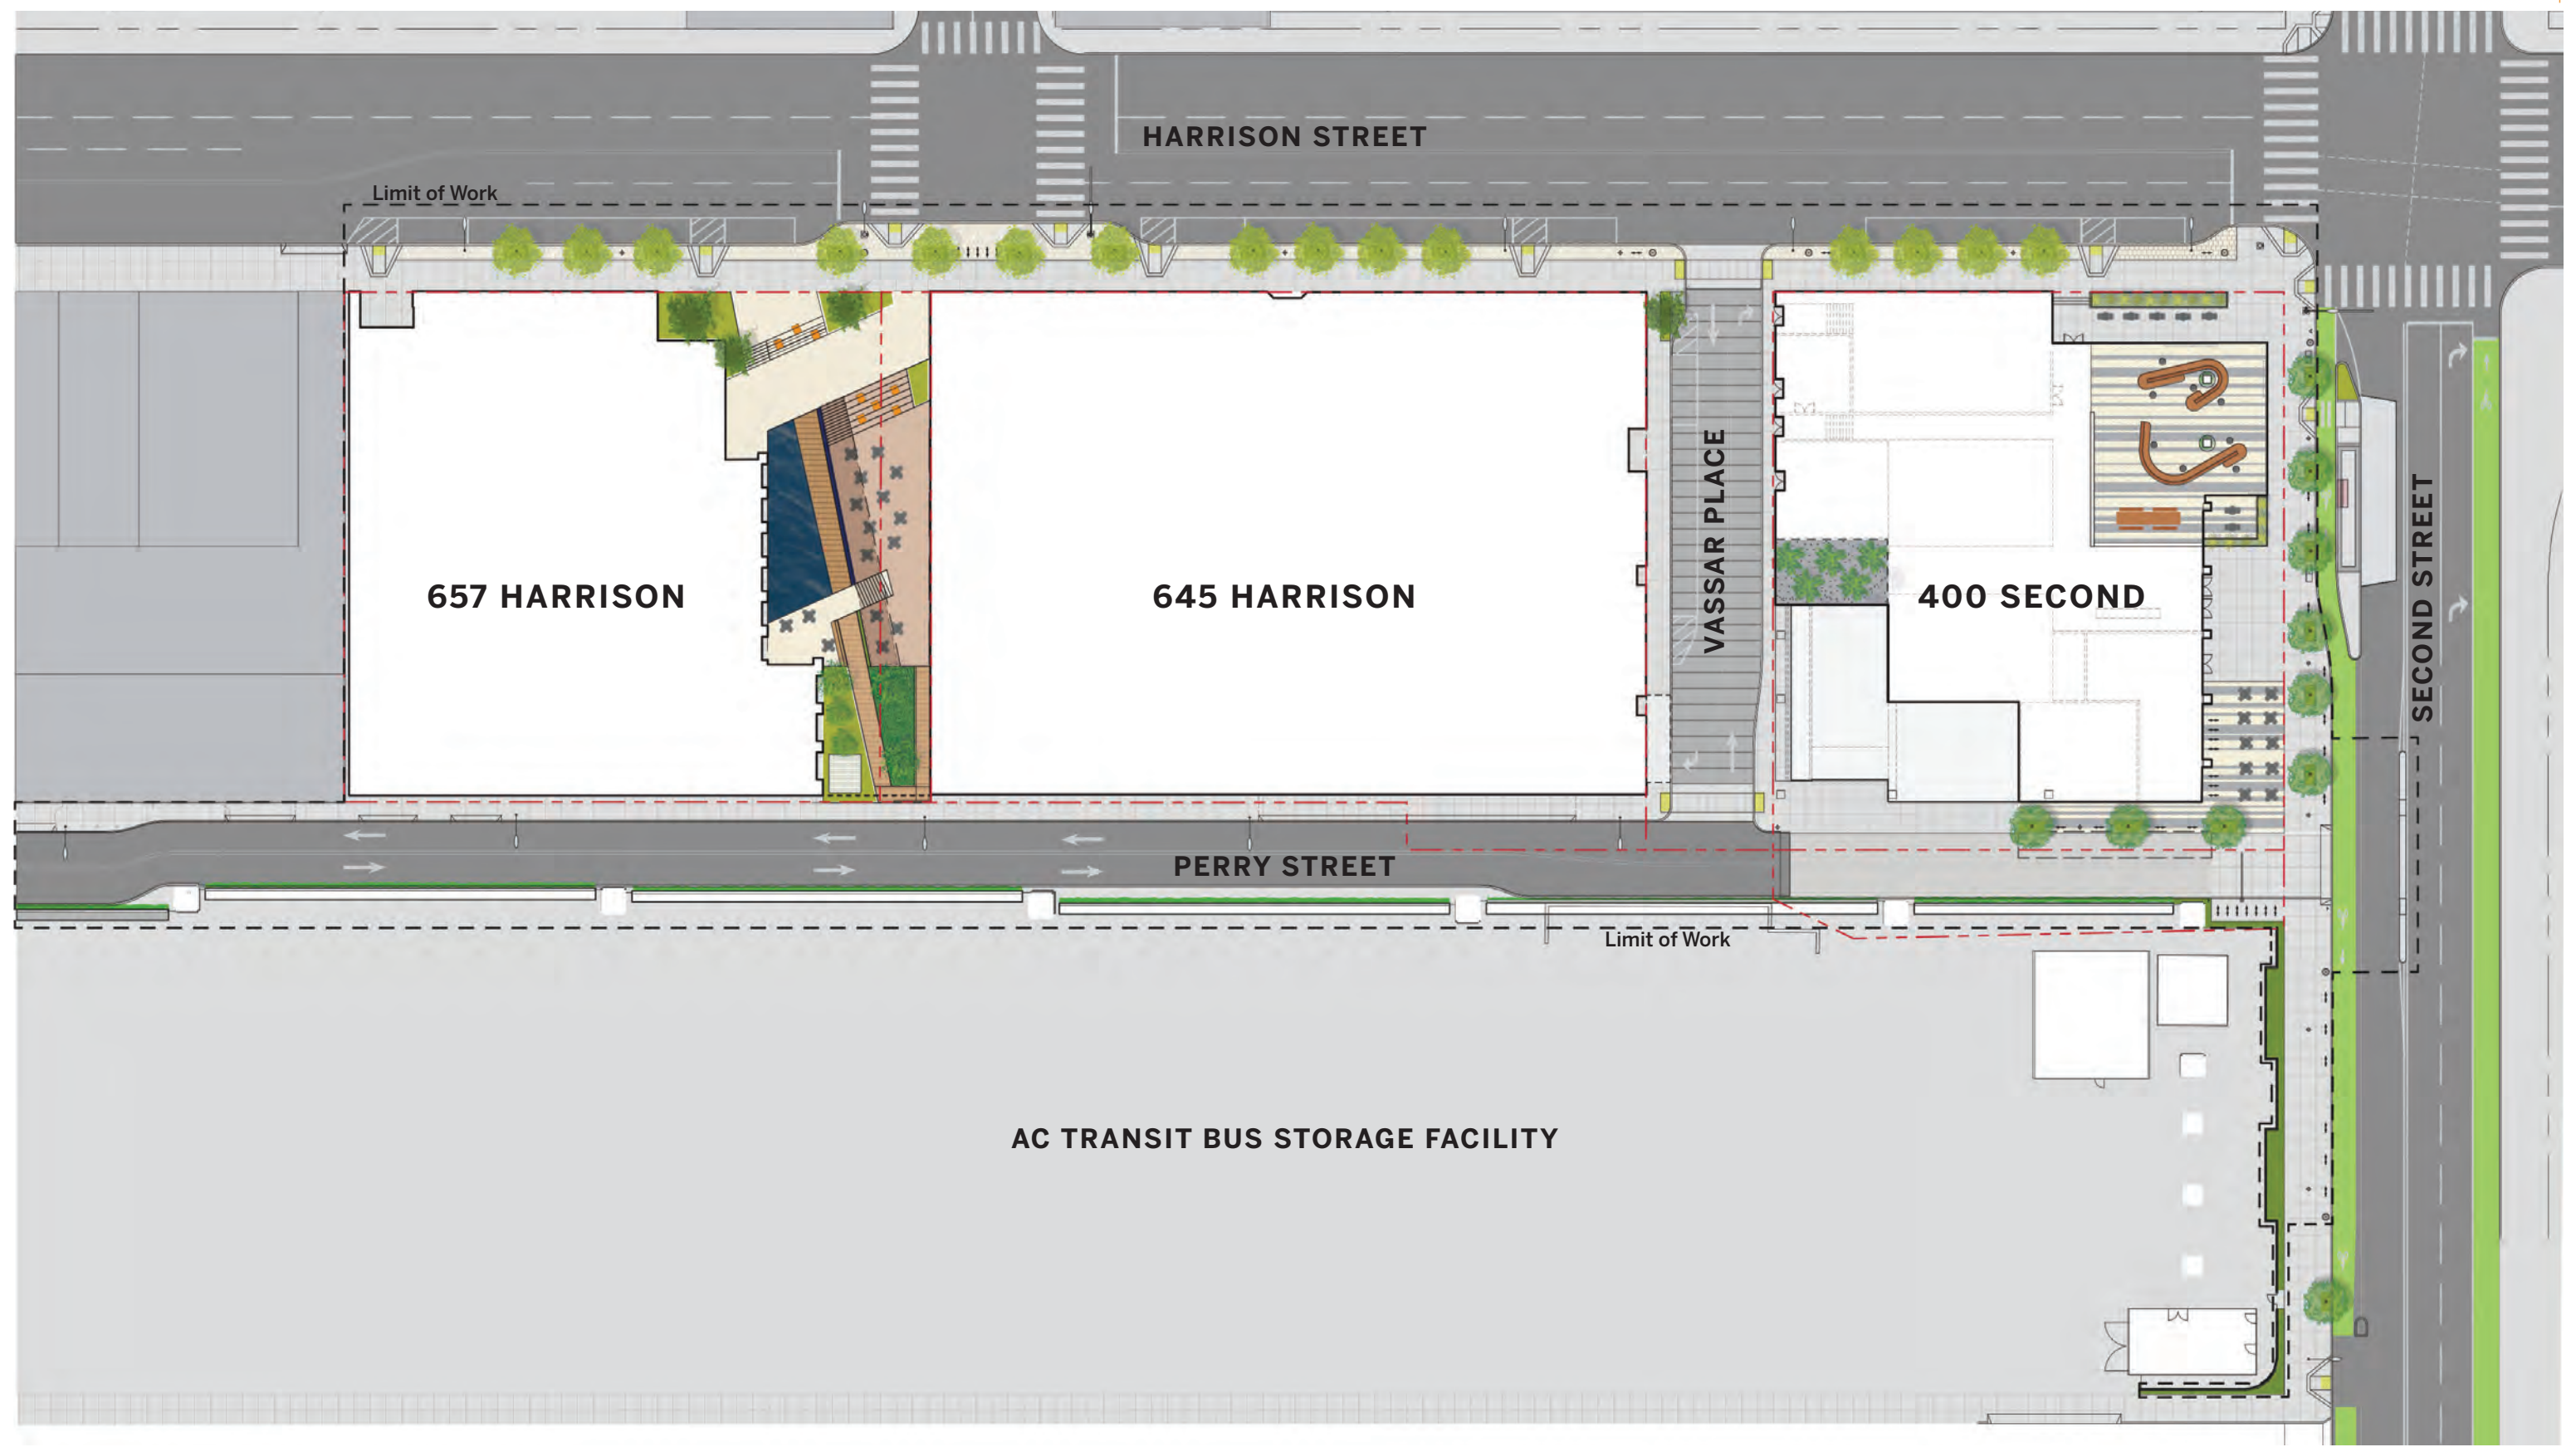 HARRISON STREET
Limit of Work
657 HARRISON
645 HARRISON
VASSAR PLACE
400 SECOND
SECOND STREET
PERRY STREET
Limit of Work
AC TRANSIT BUS STORAGE FACILITY